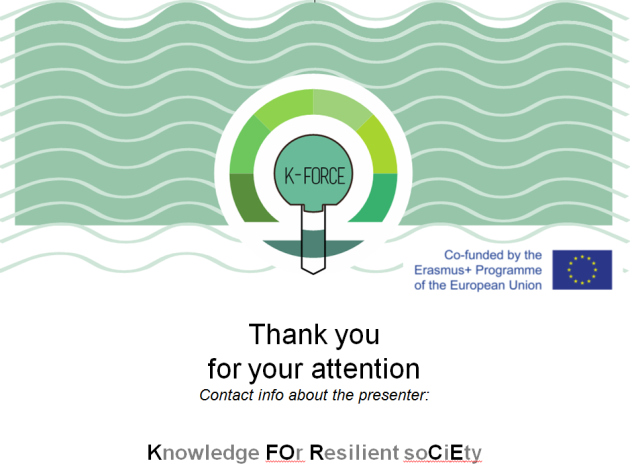 K-FORCE
Co-funded by the
Erasmus+ Programme
of the European Union
Thank you
for your attention
Contact info about the presenter:
Knowledge FOr Resilient soCiEty